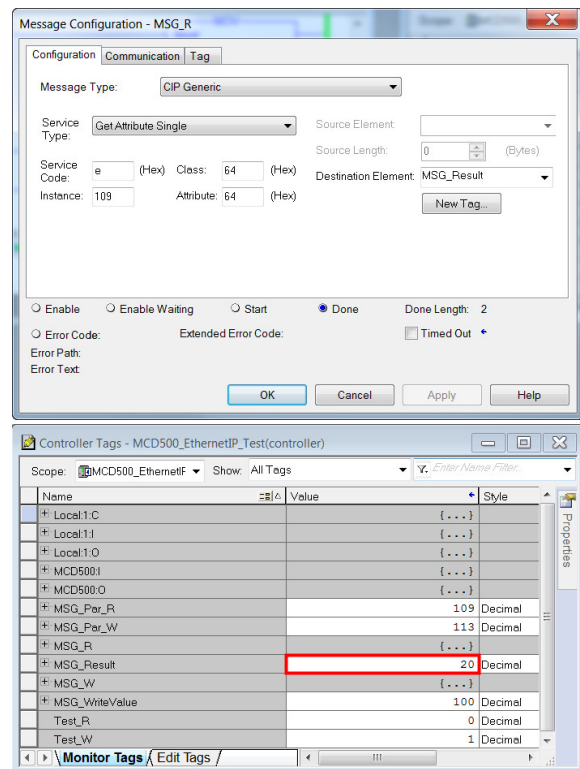 Message Configuration - MSG_R
Configuration Communication Tag
Message Type: CIP Generic
Service Type: Get Attribute Single Source Element:
Source Length: 0 (Bytes)
Service Code: e (Hex) Class: 64 (Hex) Destination Element: MSG_Result
Instance: 109 Attribute: 64 (Hex) New Tag...
Enable Enable Waiting Start Done Done Length: 2
Error Code: Extended Error Code: Timed Out
Error Path:
Error Text:
OK Cancel Apply Help
Controller Tags - MCD500_EthernetIP_Test(controller)
Scope: MCD500_EthernetIF Show: All Tags Enter Name Filter...
Name Value Style
Local:1:C {...}
Local:1:I {...}
Local:1:O {...}
MCD500:I {...}
MCD500:O {...}
MSG_Par_R 109 Decimal
MSG_Par_W 113 Decimal
MSG_R {...}
MSG_Result 20 Decimal
MSG_W {...}
MSG_WriteValue 100 Decimal
Test_R 0 Decimal
Test_W 1 Decimal
Monitor Tags Edit Tags
Properties